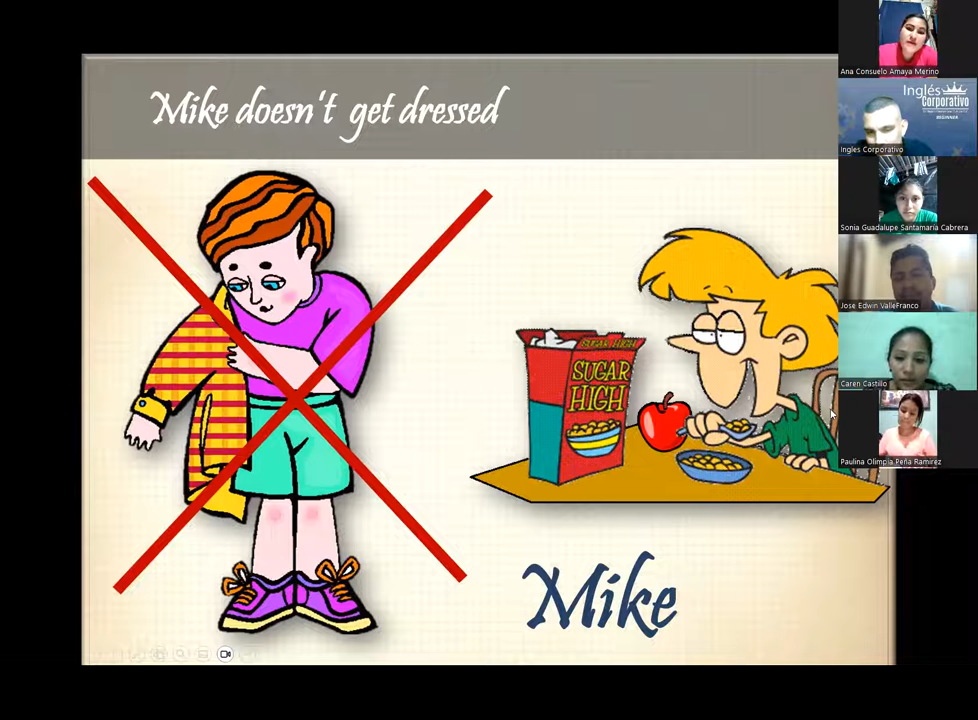 Mike doesn't get dressed
SUGAR HIGH
SUGAR
HIGH
Mike
Ana Consuelo Amaya Merino
Inglés
Corporativo
BEGINNER
Ingles Corporativo
Sonia Guadalupe Santamaria Cabrera
Jose Edwin ValleFranco
Caren Castillo
Paulina Olimpia Peña Ramirez